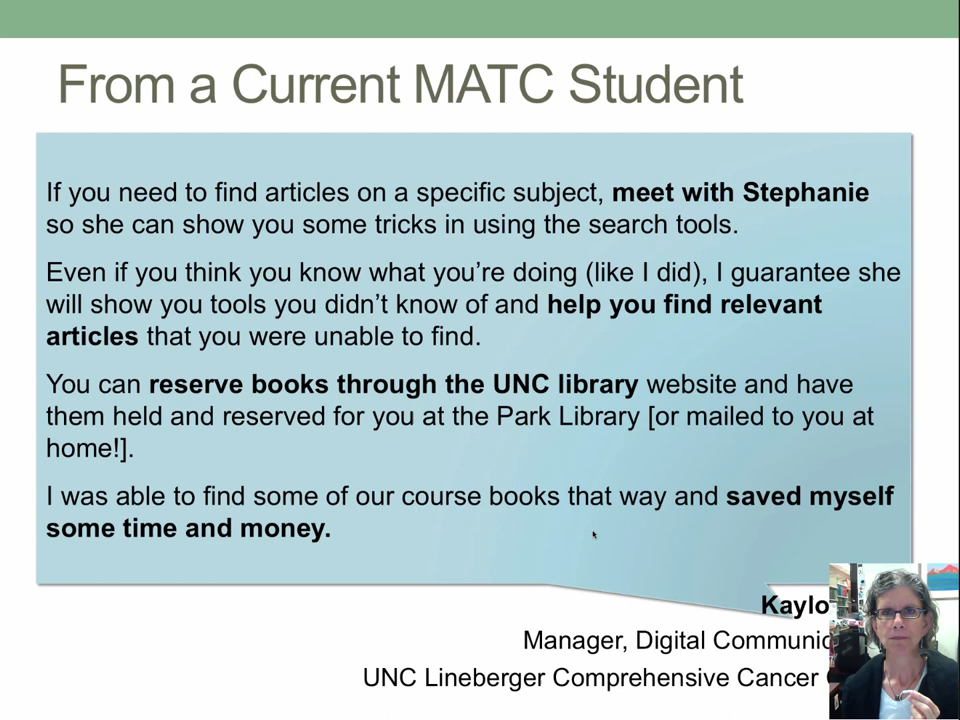 From a Current MATC Student
If you need to find articles on a specific subject, meet with Stephanie
so she can show you some tricks in using the search tools.
Even if you think you know what you’re doing (like I did), I guarantee she
will show you tools you didn’t know of and help you find relevant
articles that you were unable to find.
You can reserve books through the UNC library website and have
them held and reserved for you at the Park Library [or mailed to you at
home!].
I was able to find some of our course books that way and saved myself
some time and money.
Manager, Digital
UNC Lineberger Comprehensive Cancer